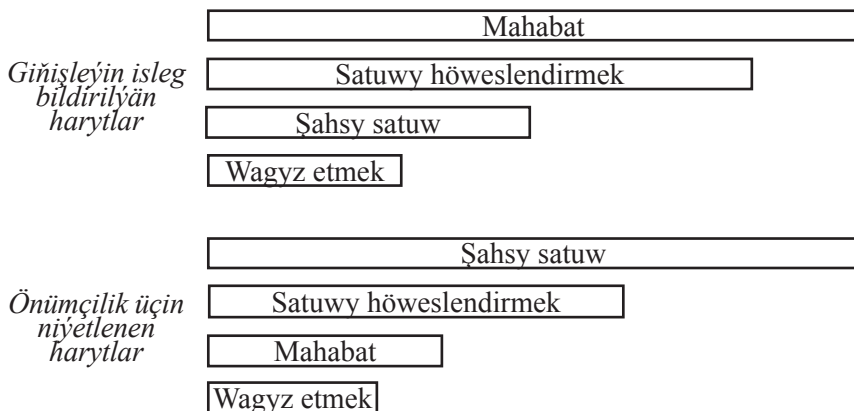 Mahabat
Giňişleýin isleg
bildirilýän
harytlar
Satuwy höweslendirmek
Şahsy satuw
Wagyz etmek
Şahsy satuw
Önümçilik üçin
niýetlenen
harytlar
Satuwy höweslendirmek
Mahabat
Wagyz etmek